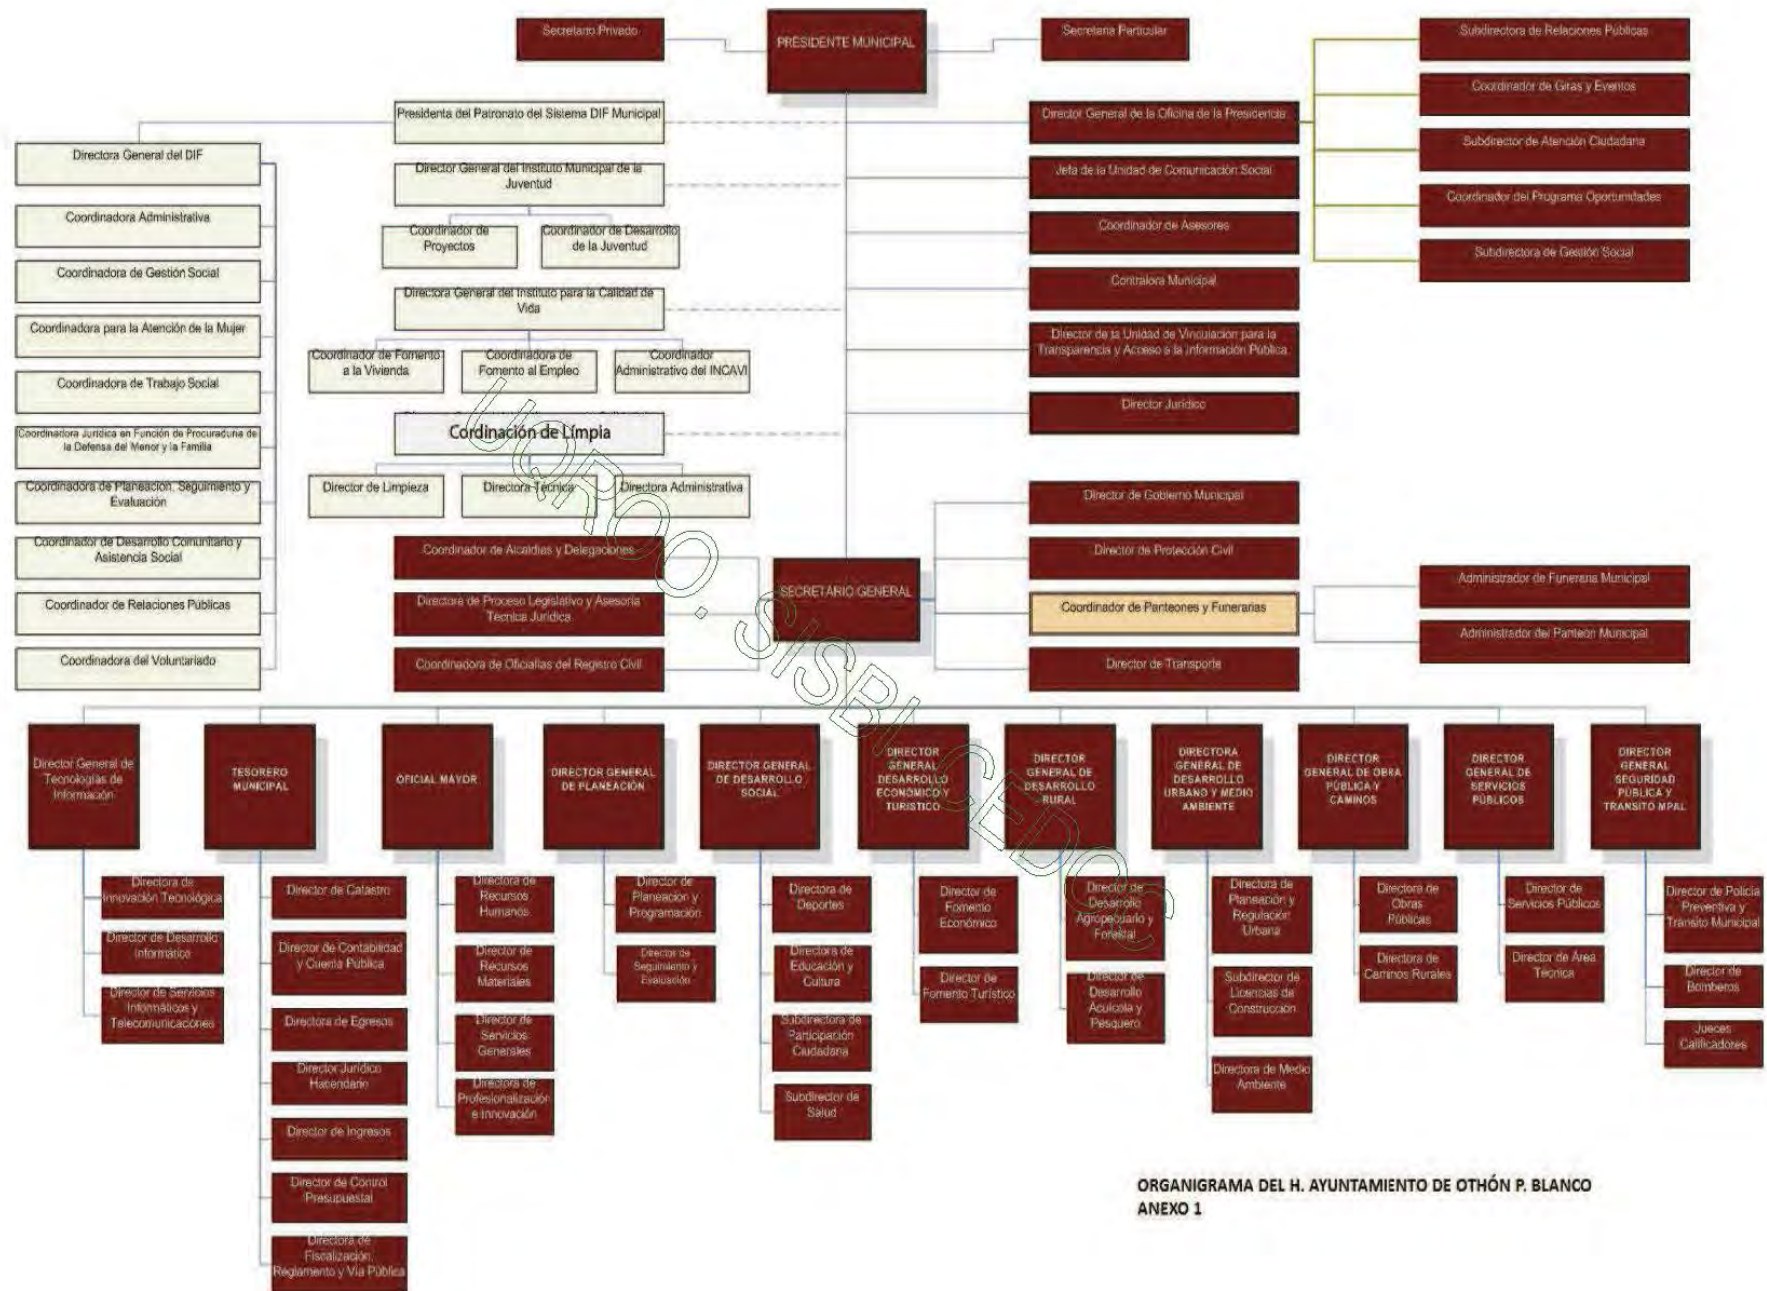 Secretario Privado
PRESIDENTE MUNICIPAL
Secretaria Particular
Subdirectora de Relaciones Públicas
Coordinador de Giras y Eventos
Subdirector de Atención Ciudadana
Coordinador del Programa Oportunidades
Subdirectora de Gestión Social
Presidenta del Patronato del Sistema DIF Municipal
Director General de la Oficina de la Presidencia
Directora General del DIF
Director General del Instituto Municipal de la
Juventud
Jefa de la Unidad de Comunicación Social
Coordinadora Administrativa
Coordinador de
Proyectos
Coordinador de Desarrollo
de la Juventud
Coordinador de Asesores
Coordinadora de Gestión Social
Directora General del Instituto para la Calidad de
Vida
Contralora Municipal
Coordinadora para la Atención de la Mujer
Coordinador de Fomento
a la Vivienda
Coordinadora de
Fomento al Empleo
Coordinador
Administrativo del INCAVI
Director de la Unidad de Vinculación para la
Transparencia y Acceso a la Información Pública
Coordinadora de Trabajo Social
Director Jurídico
Coordinadora Jurídica en Función de Procuraduría de
la Defensa del Menor y la Familia
Cordinación de Límpia
Coordinadora de Planeación, Seguimiento y
Evaluación
Director de Limpieza
Directora Técnica
Directora Administrativa
Director de Gobierno Municipal
Coordinador de Desarrollo Comunitario y
Asistencia Social
Coordinador de Alcaldías y Delegaciones
SECRETARIO GENERAL
Director de Protección Civil
Coordinador de Relaciones Públicas
Directora de Proceso Legislativo y Asesoría
Técnica Jurídica
Coordinador de Panteones y Funerarias
Administrador de Funeraria Municipal
Administrador del Panteón Municipal
Coordinadora del Voluntariado
Coordinadora de Oficialías del Registro Civil
Director de Transporte
Director General de
Tecnologías de
Información
Directora de
Innovación Tecnológica
Director de Desarrollo
Informático
Director de Servicios
Informáticos y
Telecomunicaciones
TESORERO
MUNICIPAL
Director de Catastro
Director de Contabilidad
y Cuenta Pública
Directora de Egresos
Director Jurídico
Hacendario
Director de Ingresos
Director de Control
Presupuestal
Directora de
Fiscalización,
Reglamento y Vía Pública
OFICIAL MAYOR
Directora de
Recursos
Humanos
Director de
Recursos
Materiales
Director de
Servicios
Generales
Directora de
Profesionalización
e Innovación
DIRECTOR GENERAL
DE PLANEACIÓN
Director de
Planeación y
Programación
Director de
Seguimiento y
Evaluación
DIRECTOR GENERAL
DE DESARROLLO
SOCIAL
Directora de
Deportes
Directora de
Educación y
Cultura
Subdirectora de
Participación
Ciudadana
Subdirector de
Salud
DIRECTOR
GENERAL
DESARROLLO
ECONÓMICO Y
TURISTICO
Director de
Fomento
Económico
Director de
Fomento Turístico
DIRECTOR
GENERAL DE
DESARROLLO
RURAL
Director de
Desarrollo
Agropecuario y
Forestal
Director de
Desarrollo
Acuícola y
Pesquero
DIRECTORA
GENERAL DE
DESARROLLO
URBANO Y MEDIO
AMBIENTE
Directora de
Planeación y
Regulación
Urbana
Subdirector de
Licencias de
Construcción
Directora de Medio
Ambiente
DIRECTOR
GENERAL DE OBRA
PÚBLICA Y
CAMINOS
Directora de
Obras
Públicas
Directora de
Caminos Rurales
DIRECTOR
GENERAL DE
SERVICIOS
PÚBLICOS
Director de
Servicios Públicos
Director de Área
Técnica
DIRECTOR
GENERAL
SEGURIDAD
PÚBLICA Y
TRANSITO MPAL
Director de Policía
Preventiva y
Tránsito Municipal
Director de
Bomberos
Jueces
Calificadores
UQROO. SISBI CEDOC
ORGANIGRAMA DEL H. AYUNTAMIENTO DE OTHÓN P. BLANCO
ANEXO 1